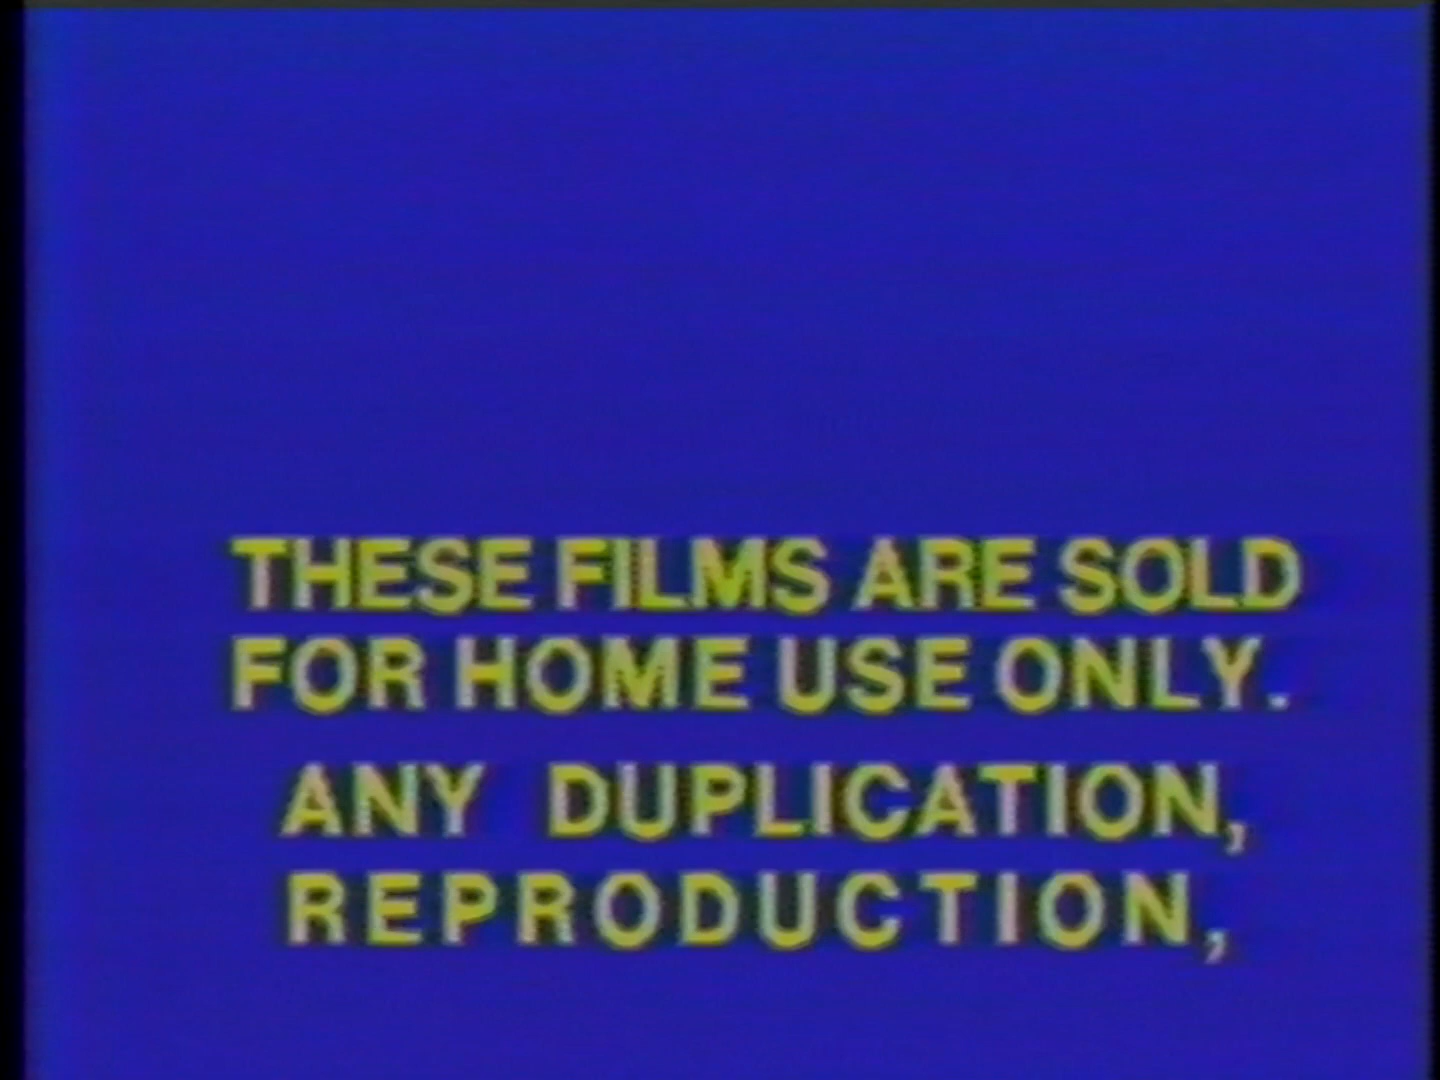 THESE FILMS ARE SOLD
FOR HOME USE ONLY.
ANY DUPLICATION,
REPRODUCTION,